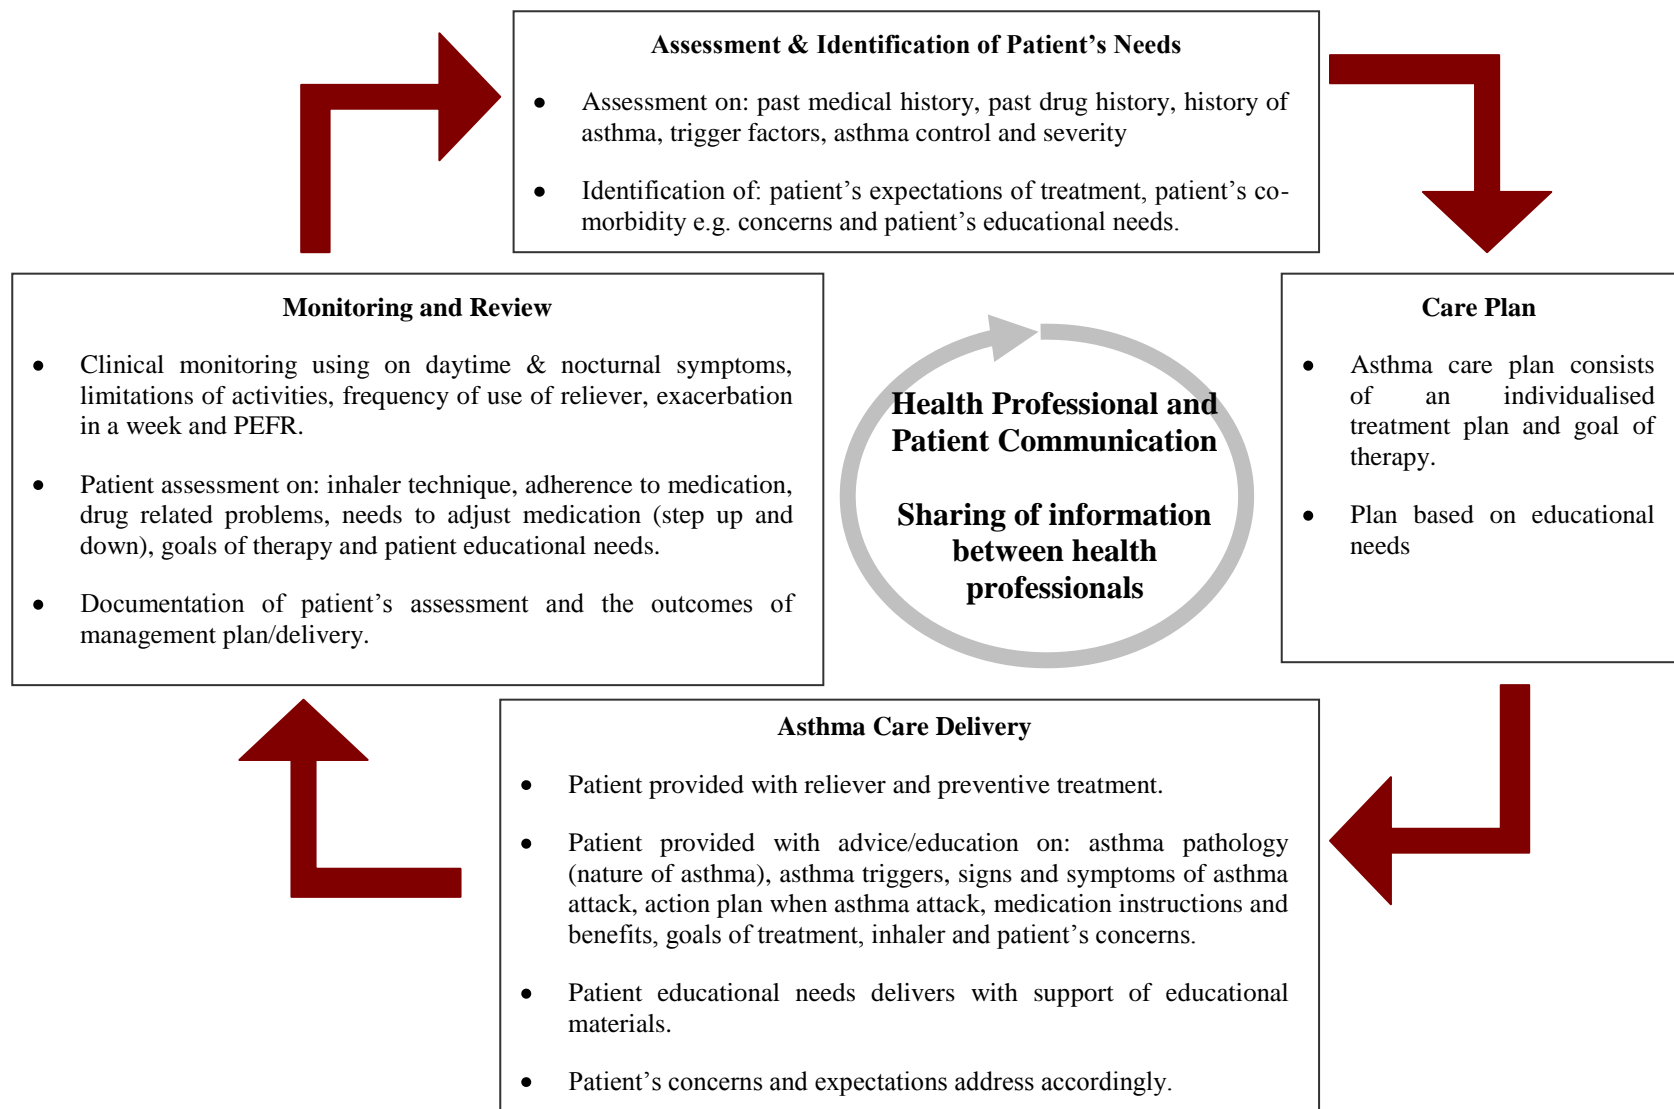 Assessment & Identification of Patient’s Needs
● Assessment on: past medical history, past drug history, history of
asthma, trigger factors, asthma control and severity
● Identification of: patient’s expectations of treatment, patient’s co-
morbidity e.g. concerns and patient’s educational needs.
Monitoring and Review
● Clinical monitoring using on daytime & nocturnal symptoms,
limitations of activities, frequency of use of reliever, exacerbation
in a week and PEFR.
● Patient assessment on: inhaler technique, adherence to medication,
drug related problems, needs to adjust medication (step up and
down), goals of therapy and patient educational needs.
● Documentation of patient’s assessment and the outcomes of
management plan/delivery.
Health Professional and
Patient Communication
Sharing of information
between health
professionals
Care Plan
● Asthma care plan consists
of an individualised
treatment plan and goal of
therapy.
● Plan based on educational
needs
Asthma Care Delivery
● Patient provided with reliever and preventive treatment.
● Patient provided with advice/education on: asthma pathology
(nature of asthma), asthma triggers, signs and symptoms of asthma
attack, action plan when asthma attack, medication instructions and
benefits, goals of treatment, inhaler and patient’s concerns.
● Patient educational needs delivers with support of educational
materials.
● Patient’s concerns and expectations address accordingly.